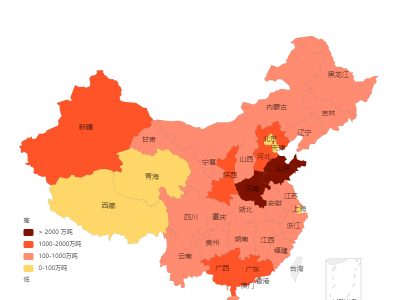 黑龙江
内蒙古
吉林
新疆
辽宁
北京
甘肃
天津
河北
宁夏
山西
陕西
青海
河南
江苏
西藏
安徽
上海
湖北
四川
重庆
高
浙江
> 2000 万吨
湖南
江西
贵州
1000-2000万吨
福建
100-1000万吨
云南
广西
广东
台湾
0-100万吨
香港
低
澳门